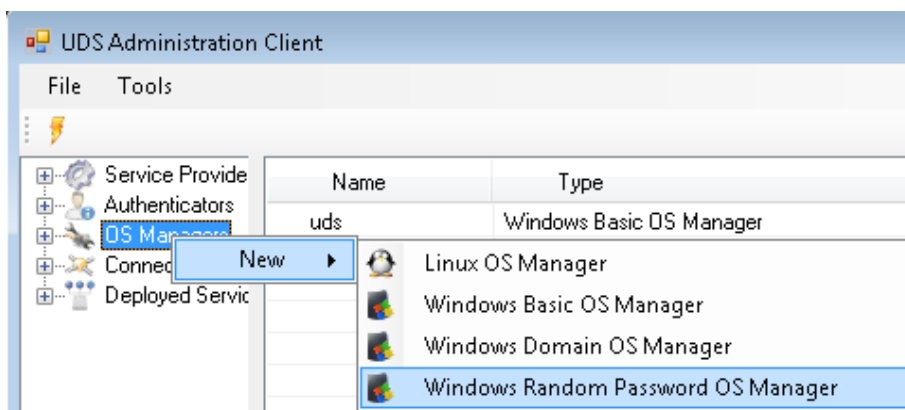 UDS Administration Client
File Tools
Service Provide
Authenticators
OS Managers
Connec
Deployed Servic
Name Type
uds Windows Basic OS Manager
New
Linux OS Manager
Windows Basic OS Manager
Windows Domain OS Manager
Windows Random Password OS Manager